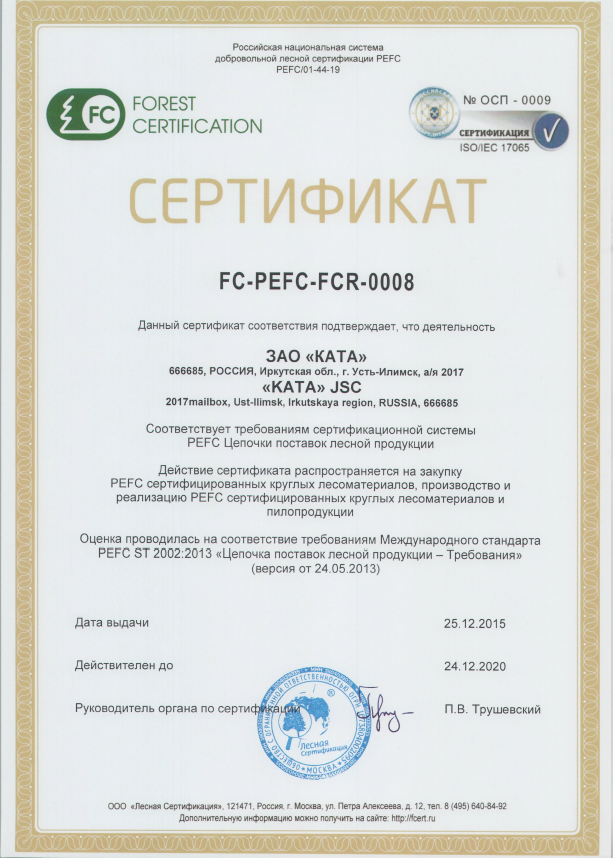 Российская национальная система
добровольной лесной сертификации PEFC
PEFC/01-44-19
FC
FOREST
CERTIFICATION
№ ОСП - 0009
СЕРТИФИКАЦИЯ
ISO/IEC 17065
СЕРТИФИКАТ
FC-PEFC-FCR-0008
Данный сертификат соответствия подтверждает, что деятельность
ЗАО «КАТА»
666685, РОССИЯ, Иркутская обл., г. Усть-Илимск, а/я 2017
«КАТА» JSC
2017mailbox, Ust-Ilimsk, Irkutskaya region, RUSSIA, 666685
Соответствует требованиям сертификационной системы
PEFC Цепочки поставок лесной продукции
Действие сертификата распространяется на закупку
PEFC сертифицированных круглых лесоматериалов, производство и
реализацию PEFC сертифицированных круглых лесоматериалов и
пилопродукции
Оценка проводилась на соответствие требованиям Международного стандарта
PEFC ST 2002:2013 «Цепочка поставок лесной продукции – Требования»
(версия от 24.05.2013)
Дата выдачи 25.12.2015
Действителен до 24.12.2020
Руководитель органа по сертификации П.В. Трушевский
Лесная
Сертификация
МОСКВА
ООО «Лесная Сертификация», 121471, Россия, г. Москва, ул. Петра Алексеева, д. 12, тел. 8 (495) 640-84-92
Дополнительную информацию можно получить на сайте: http://fcert.ru